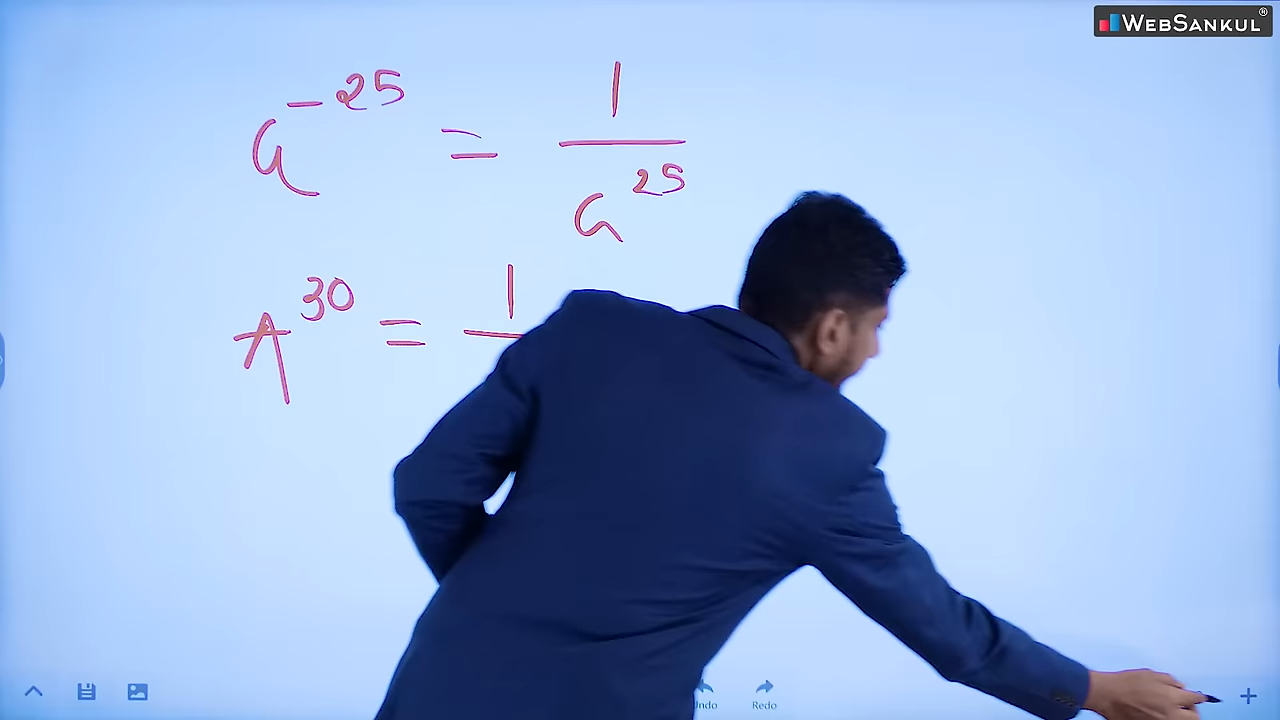 WEBSANKUL®
a^-25 = 1/a^25
30 = 1
Undo Redo